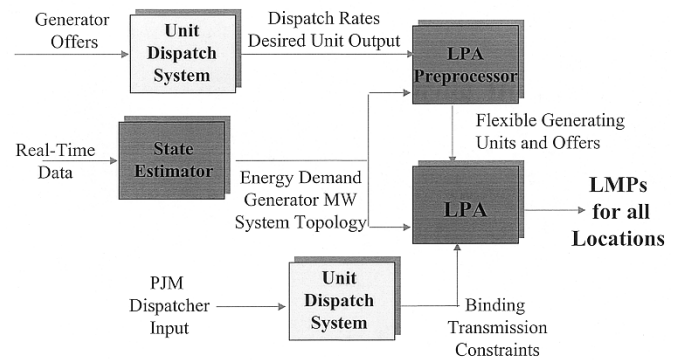 Generator
Offers
Unit
Dispatch
System
Dispatch Rates
Desired Unit Output
LPA
Preprocessor
Flexible Generating
Units and Offers
Real-Time
Data
State
Estimator
Energy Demand
Generator MW
System Topology
LPA
LMPs
for all
Locations
PJM
Dispatcher
Input
Unit
Dispatch
System
Binding
Transmission
Constraints